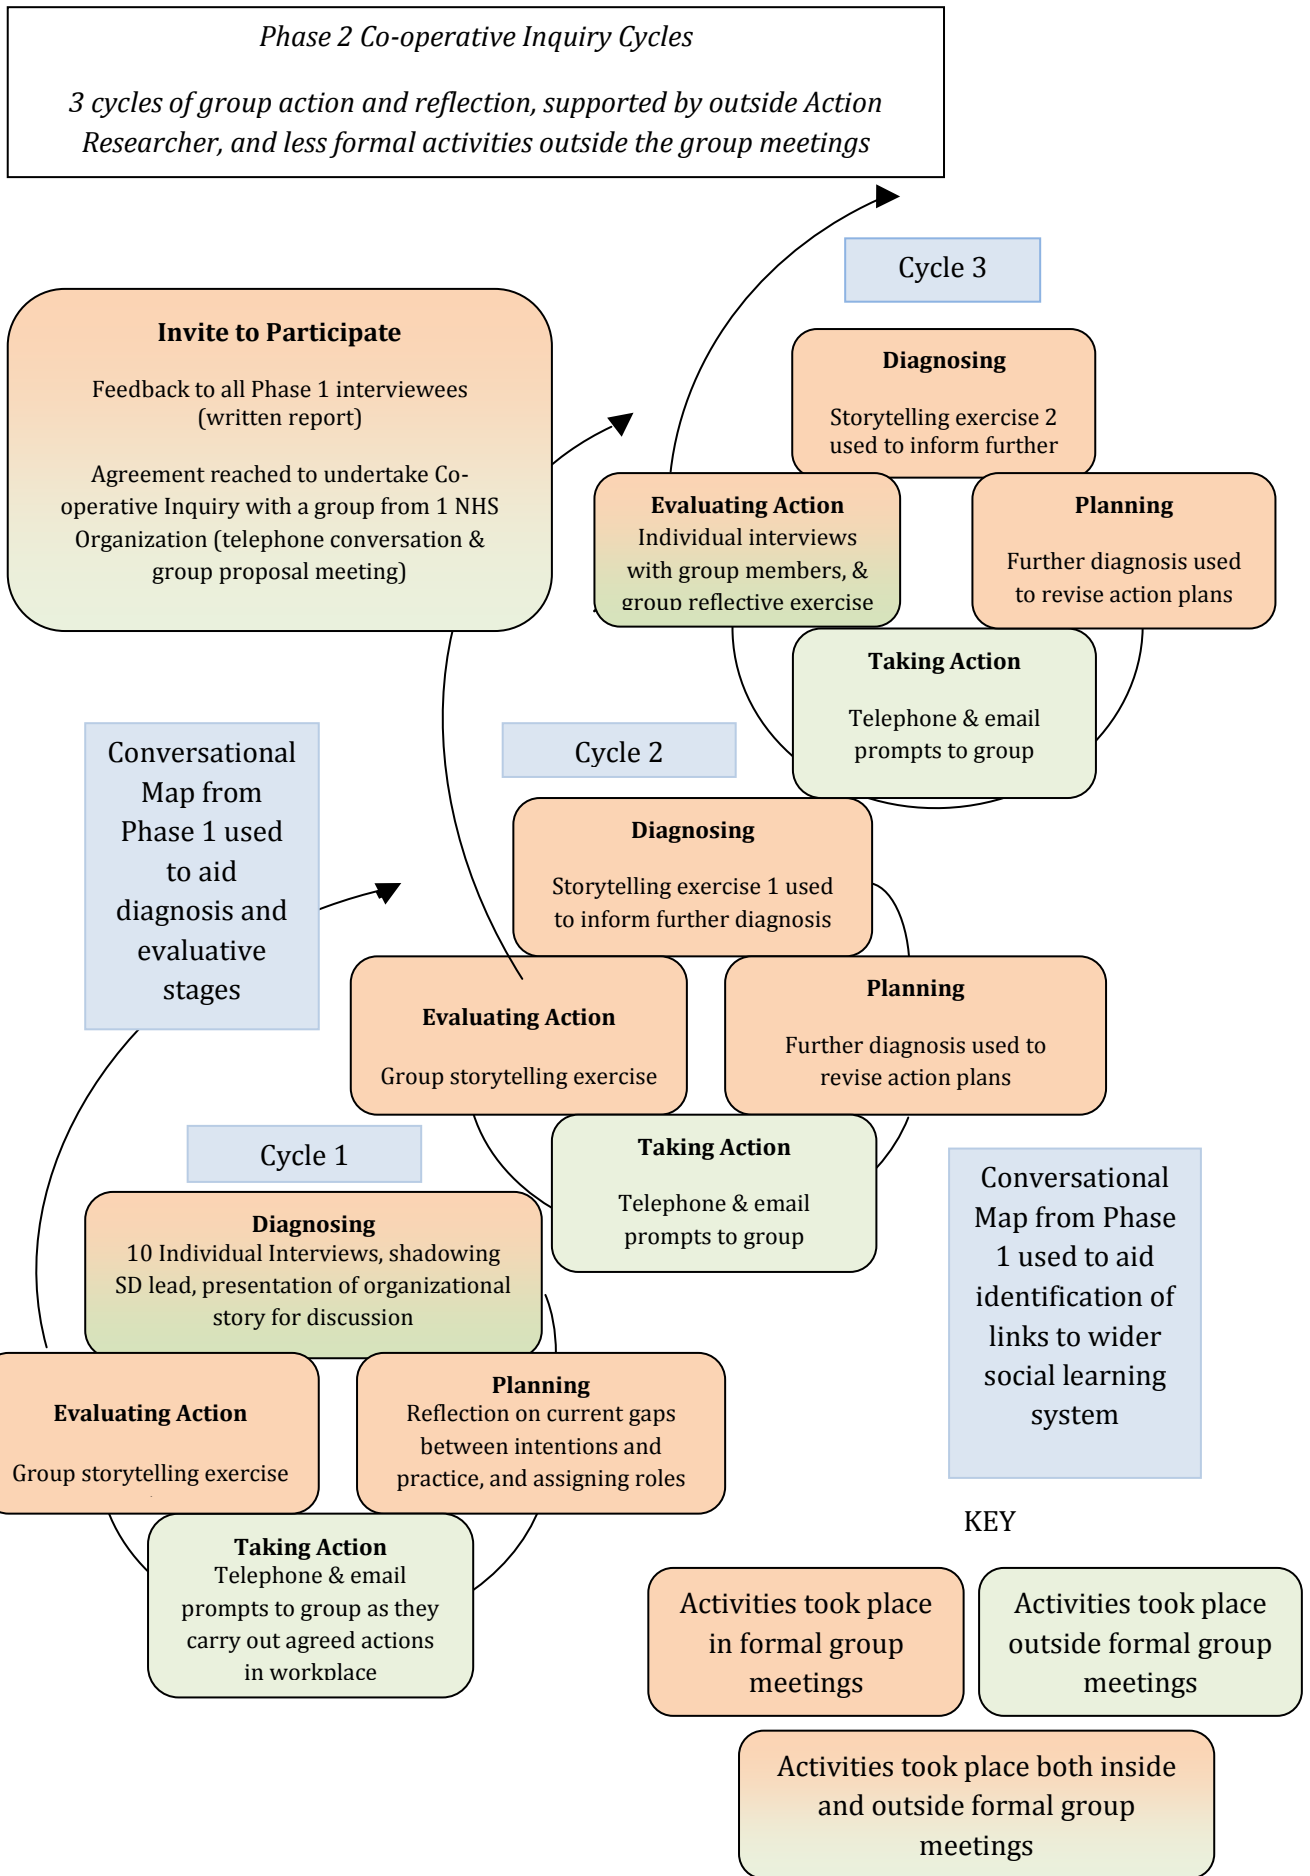 Phase 2 Co-operative Inquiry Cycles
3 cycles of group action and reflection, supported by outside Action
Researcher, and less formal activities outside the group meetings
Cycle 3
Invite to Participate
Feedback to all Phase 1 interviewees
(written report)
Agreement reached to undertake Co-
operative Inquiry with a group from 1 NHS
Organization (telephone conversation &
group proposal meeting)
Diagnosing
Storytelling exercise 2
used to inform further
Evaluating Action
Individual interviews
with group members, &
group reflective exercise
Planning
Further diagnosis used
to revise action plans
Taking Action
Telephone & email
prompts to group
Conversational
Map from
Phase 1 used
to aid
diagnosis and
evaluative
stages
Cycle 2
Diagnosing
Storytelling exercise 1 used
to inform further diagnosis
Evaluating Action
Group storytelling exercise
Planning
Further diagnosis used to
revise action plans
Taking Action
Telephone & email
prompts to group
Cycle 1
Diagnosing
10 Individual Interviews, shadowing
SD lead, presentation of organizational
story for discussion
Evaluating Action
Group storytelling exercise
Planning
Reflection on current gaps
between intentions and
practice, and assigning roles
Taking Action
Telephone & email
prompts to group as they
carry out agreed actions
in workplace
Conversational
Map from Phase
1 used to aid
identification of
links to wider
social learning
system
KEY
Activities took place
in formal group
meetings
Activities took place
outside formal group
meetings
Activities took place both inside
and outside formal group
meetings